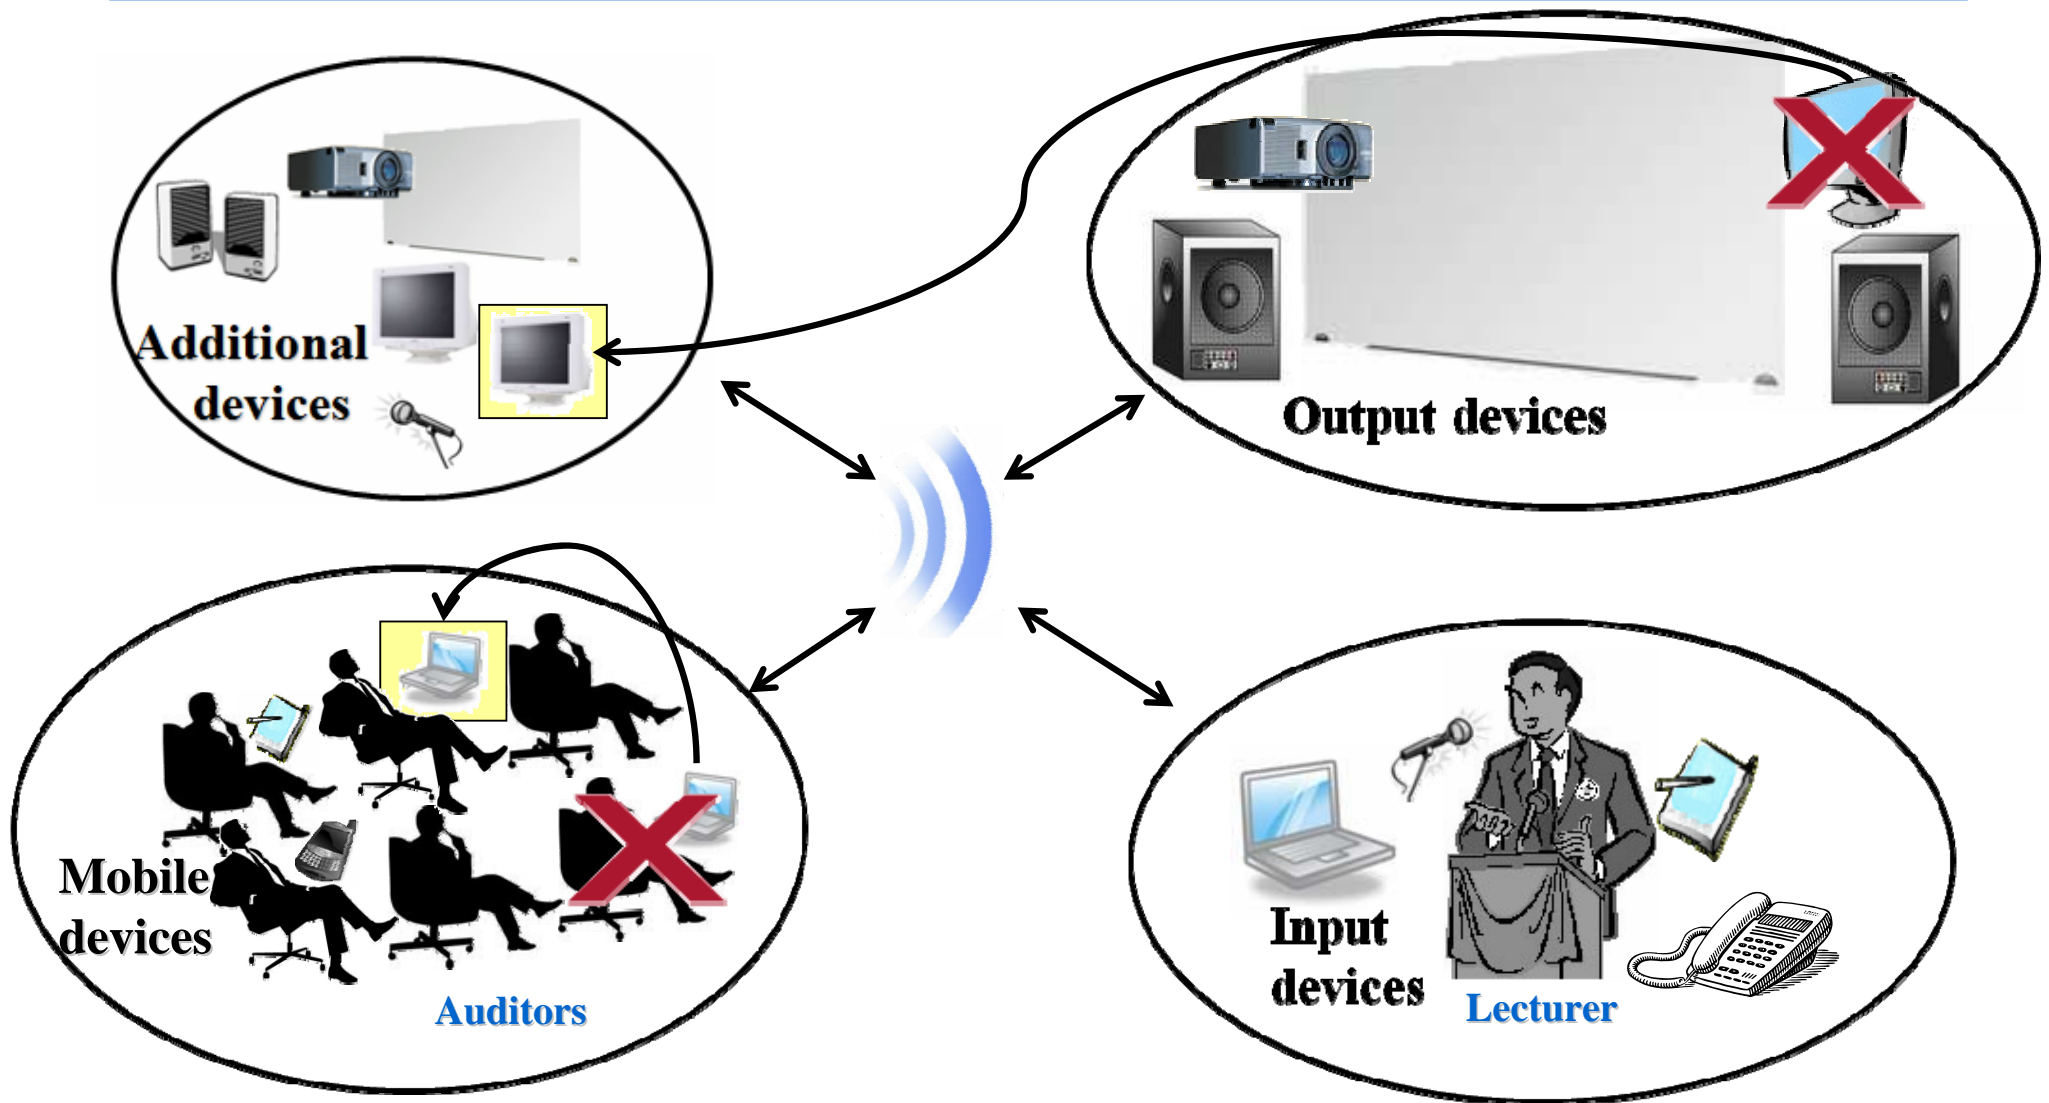 Additional
devices
Output devices
Mobile
devices
Auditors
Input
devices
Lecturer